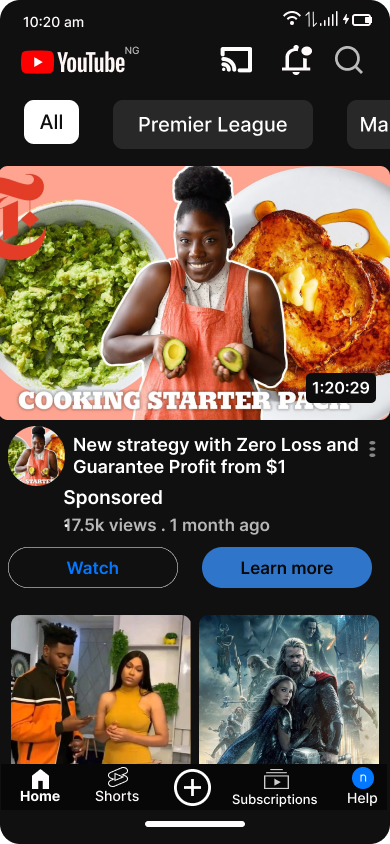 10:20 am
YouTube NG
All
Premier League
Ma
T
COOKING STARTER PACK
1:20:29
New strategy with Zero Loss and
Guarantee Profit from $1
Sponsored
17.5k views . 1 month ago
Watch
Learn more
n
Home
Shorts
Subscriptions
Help